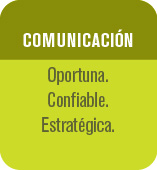 COMUNICACIÓN
Oportuna.
Confiable.
Estratégica.